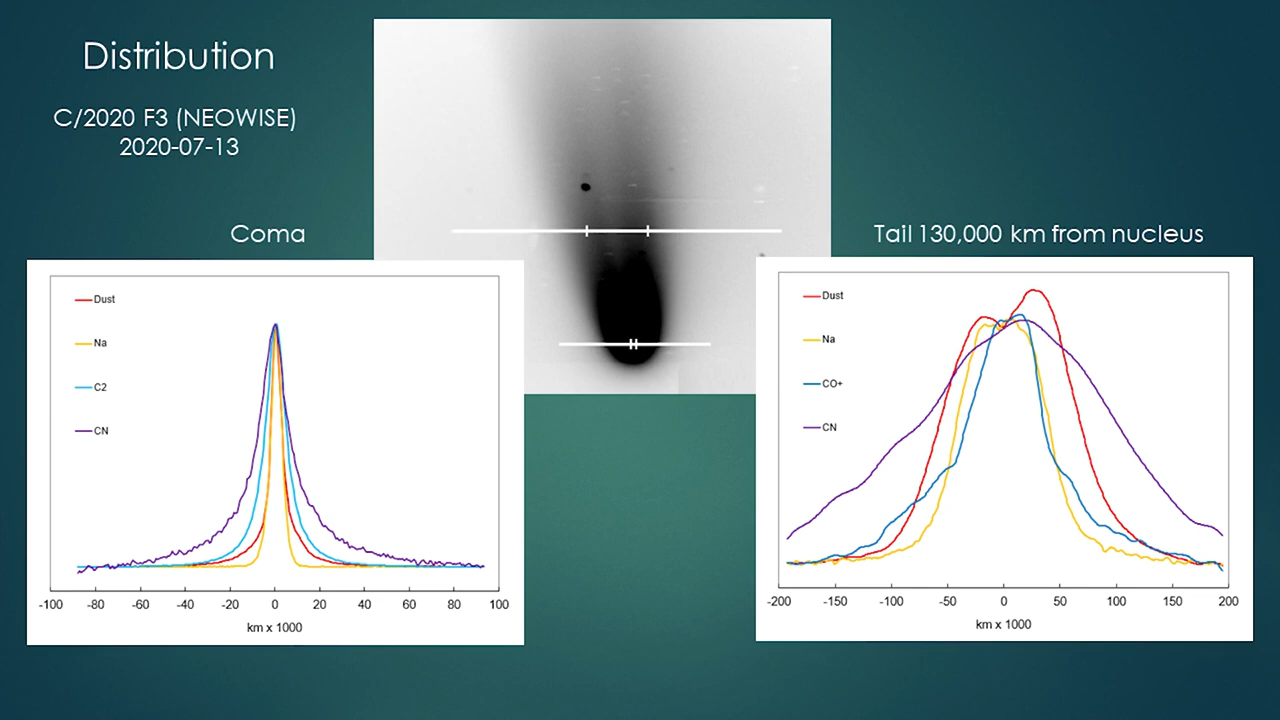 Distribution
C/2020 F3 (NEOWISE)
2020-07-13
Coma
Tail 130,000 km from nucleus
Dust
Na
C2
CN
-100 -80 -60 -40 -20 0 20 40 60 80 100
km x 1000
Dust
Na
CO+
CN
-200 -150 -100 -50 0 50 100 150 200
km x 1000